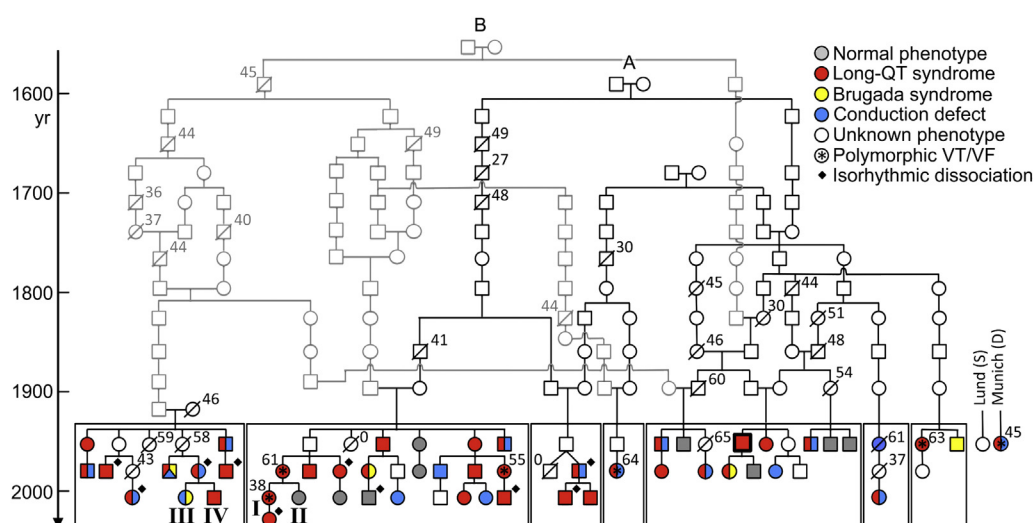 B
A
45
1600
yr
44
49
49
27
1700
36
48
37
40
44
30
1800
45
44
44
30
51
41
46
48
1900
60
54
46
59
58
0
65
61
63
45
43
61
55
0
64
37
38
2000
I
II
III
IV
Lund (S)
Munich (D)
Normal phenotype
Long-QT syndrome
Brugada syndrome
Conduction defect
Unknown phenotype
Polymorphic VT/VF
Isorhythmic dissociation